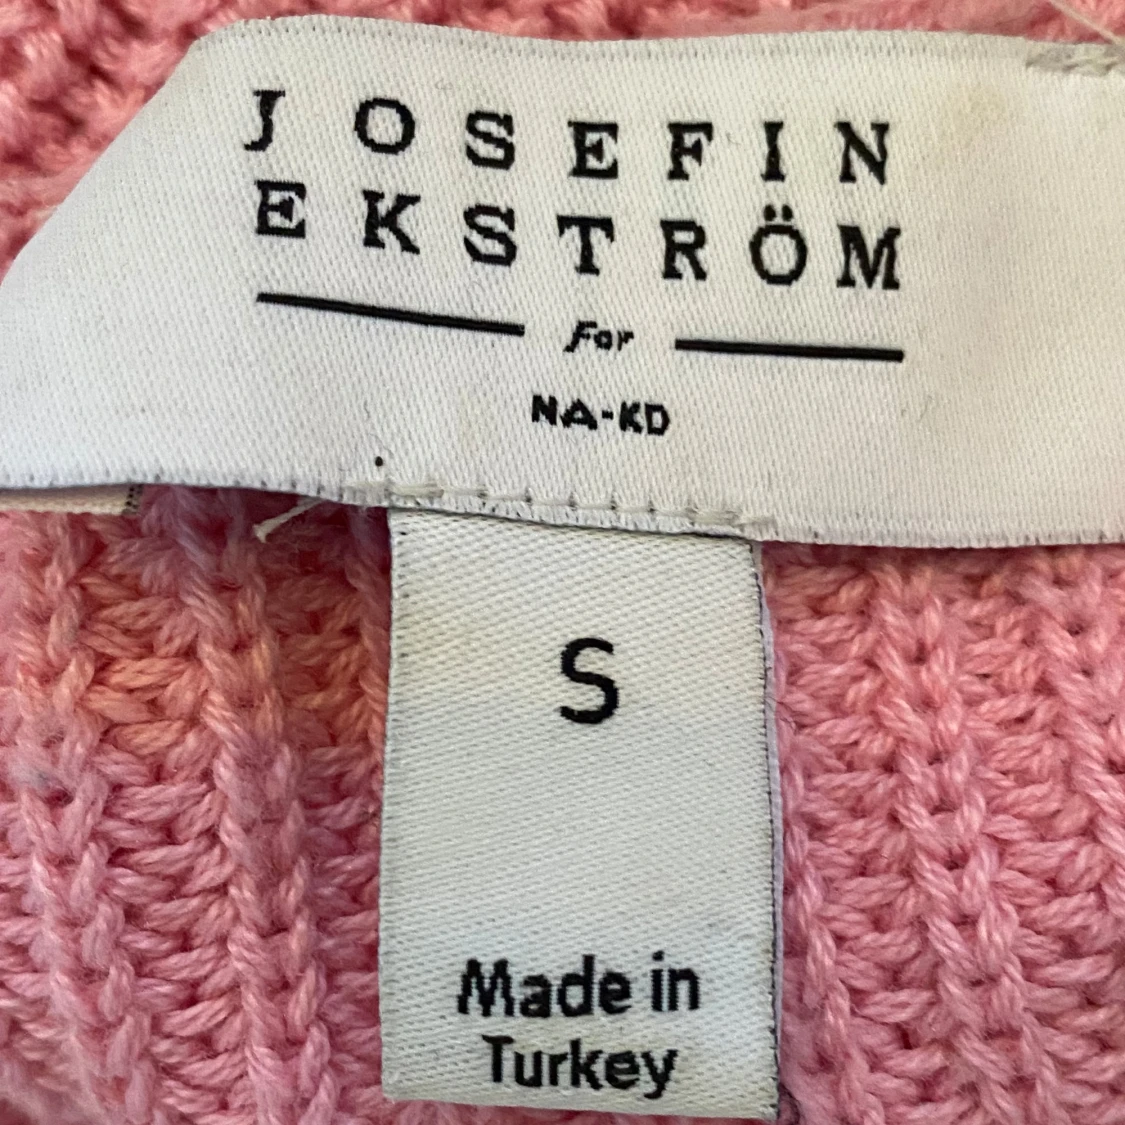 JOSEFIN
EKSTRÖM
For
NA-KD
S
Made in
Turkey